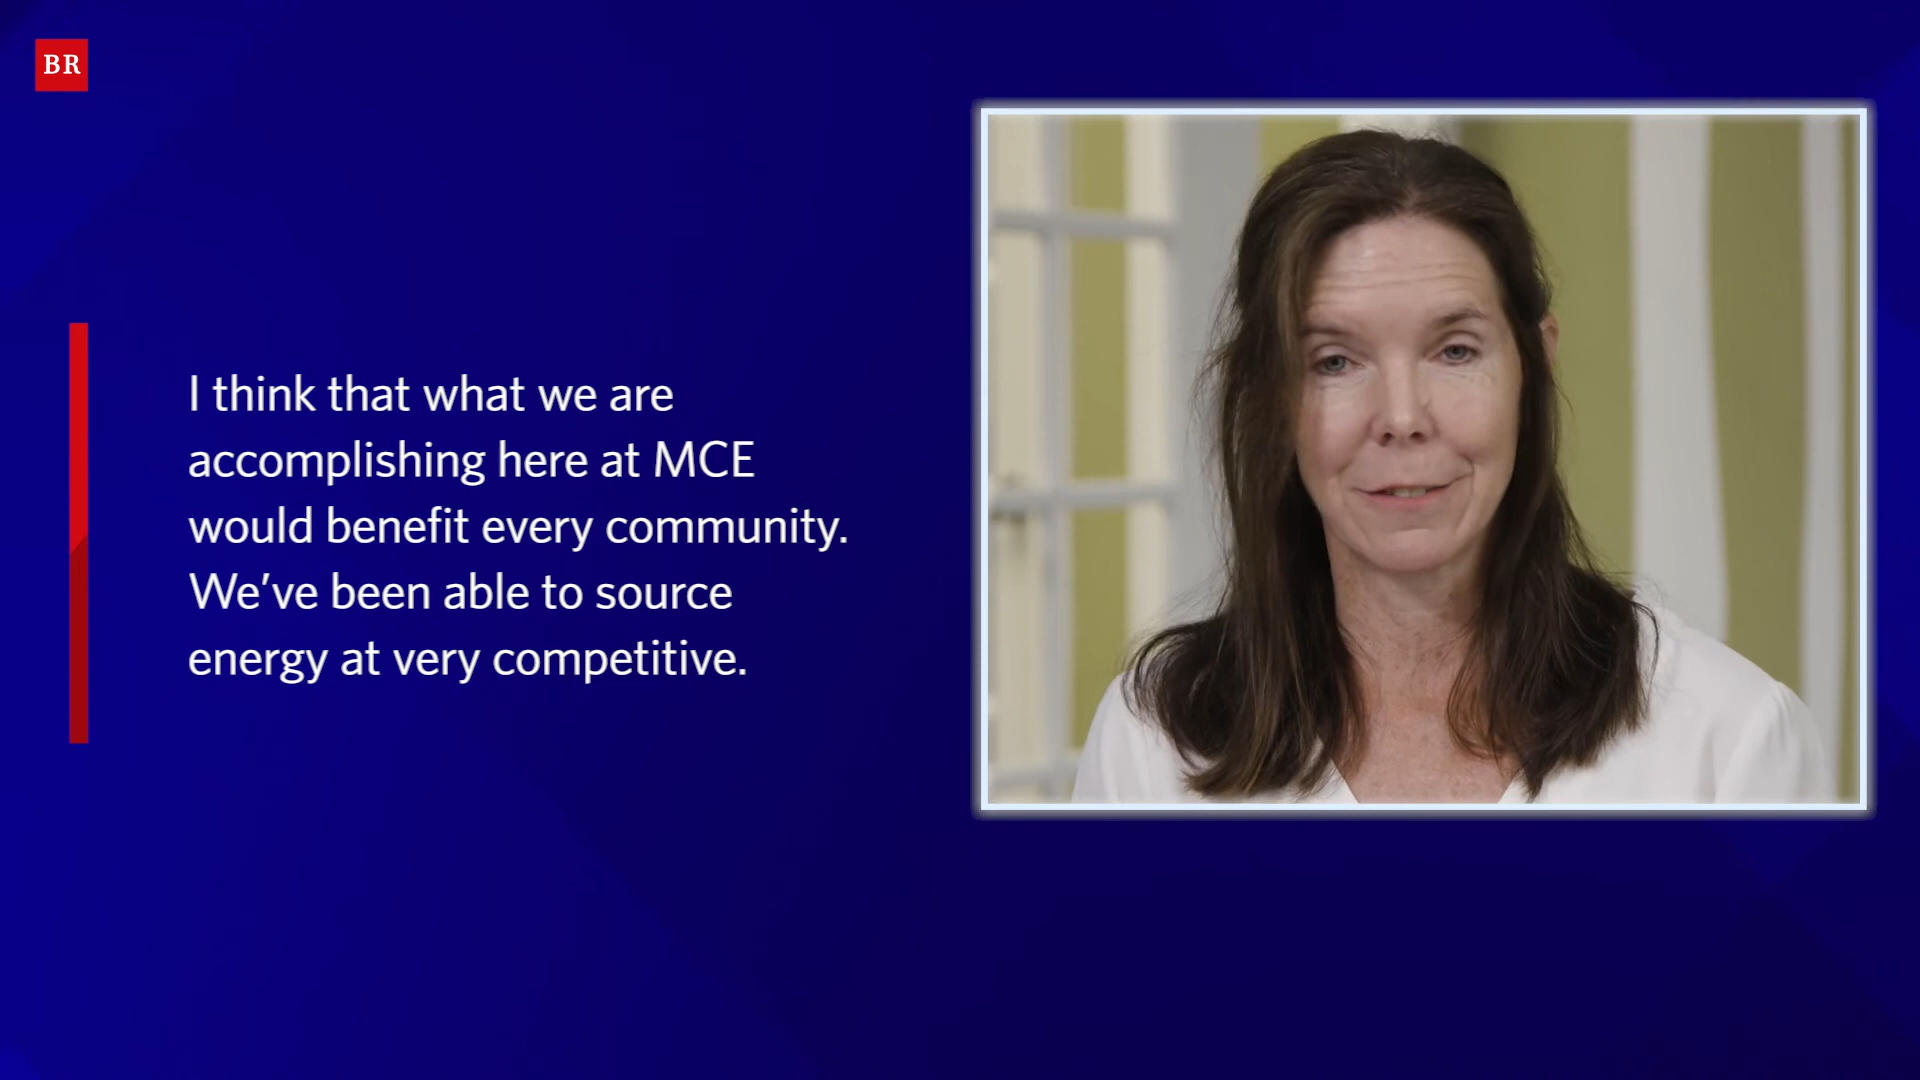 BR
I think that what we are
accomplishing here at MCE
would benefit every community.
We’ve been able to source
energy at very competitive.